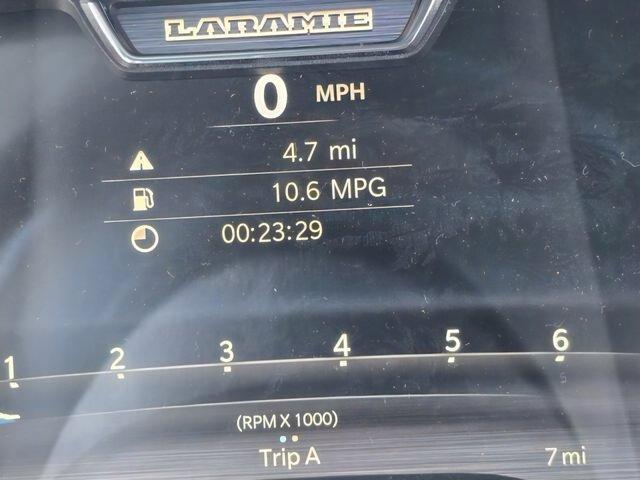 LARAMIE
0 MPH
4.7 mi
10.6 MPG
00:23:29
1 2 3 4 5 6
(RPM X 1000)
Trip A 7 mi